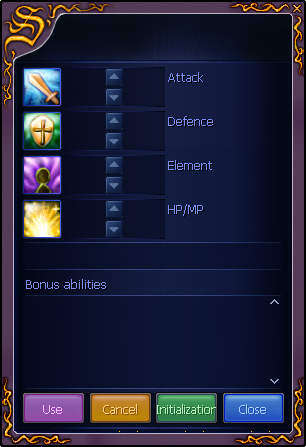 S
Attack
Defence
Element
HP/MP
Bonus abilities
Use
Cancel
Initialization
Close